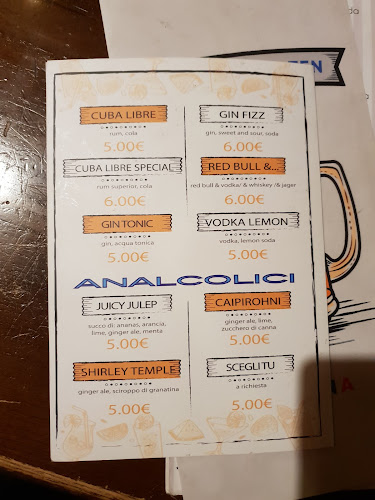 CUBA LIBRE
rum, cola
5.00€
GIN FIZZ
gin, sweet and sour, soda
6.00€
CUBA LIBRE SPECIAL
rum superior, cola
6.00€
RED BULL &...
red bull & vodka/ & whiskey /& jager
6.00€
GIN TONIC
gin, acqua tonica
5.00€
VODKA LEMON
vodka, lemon soda
5.00€
ANALCOLICI
JUICY JULEP
succo di: ananas, arancia,
lime, ginger ale, menta
5.00€
CAIPIROHNI
ginger ale, lime,
zucchero di canna
5.00€
SHIRLEY TEMPLE
ginger ale, sciroppo di granatina
5.00€
SCEGLI TU
a richiesta
5.00€